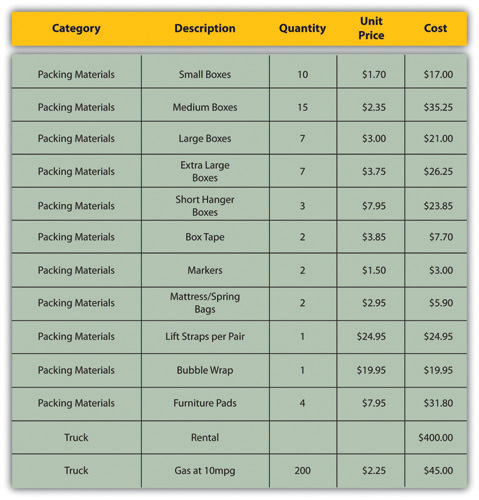 Category Description Quantity Unit Price Cost
Packing Materials Small Boxes 10 $1.70 $17.00
Packing Materials Medium Boxes 15 $2.35 $35.25
Packing Materials Large Boxes 7 $3.00 $21.00
Packing Materials Extra Large Boxes 7 $3.75 $26.25
Packing Materials Short Hanger Boxes 3 $7.95 $23.85
Packing Materials Box Tape 2 $3.85 $7.70
Packing Materials Markers 2 $1.50 $3.00
Packing Materials Mattress/Spring Bags 2 $2.95 $5.90
Packing Materials Lift Straps per Pair 1 $24.95 $24.95
Packing Materials Bubble Wrap 1 $19.95 $19.95
Packing Materials Furniture Pads 4 $7.95 $31.80
Truck Rental $400.00
Truck Gas at 10mpg 200 $2.25 $45.00